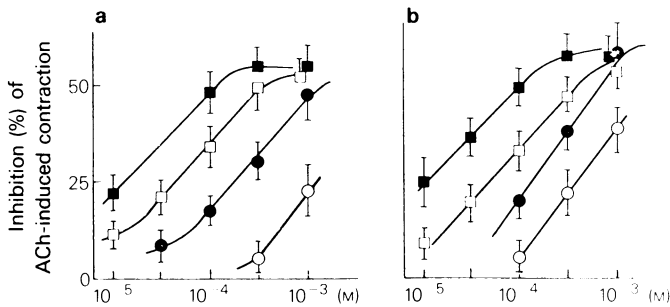 a
b
Inhibition (%) of
ACh-induced contraction
50
25
0
10⁻⁵ 10⁻⁴ 10⁻³ (M)
10 5 10 4 10 3 (M)